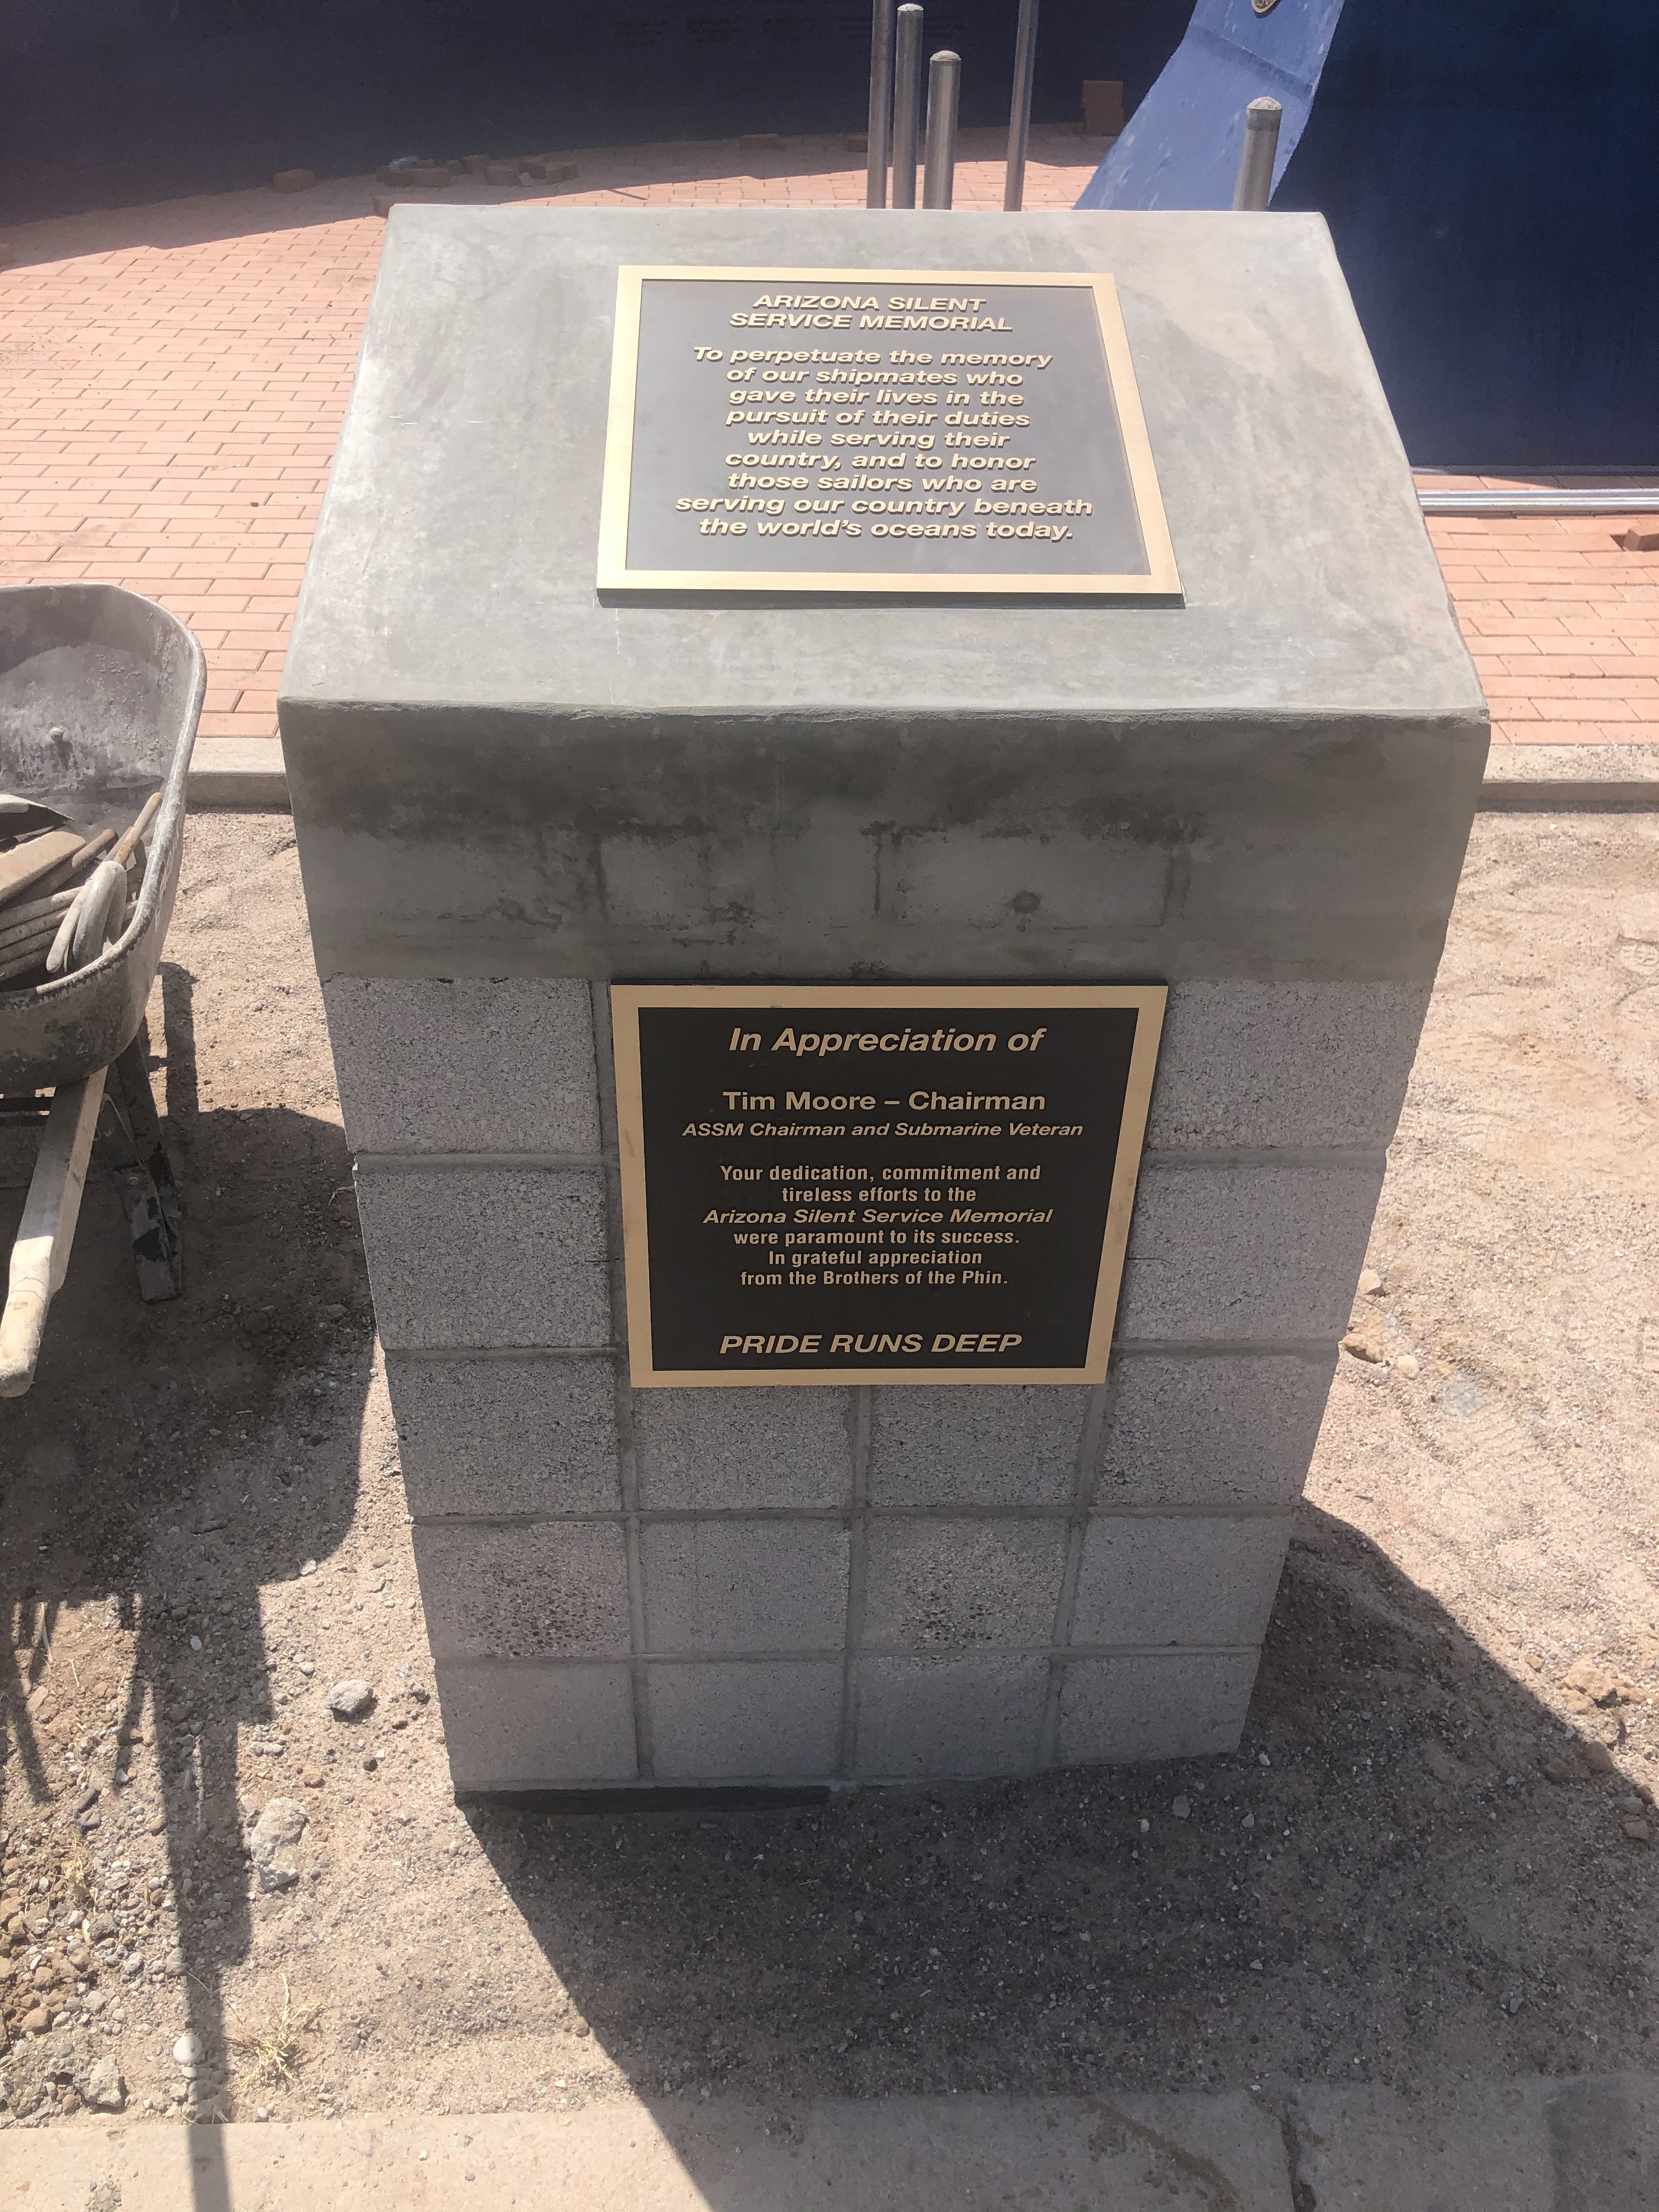 ARIZONA SILENT
SERVICE MEMORIAL
To perpetuate the memory
of our shipmates who
gave their lives in the
pursuit of their duties
while serving their
country, and to honor
those sailors who are
serving our country beneath
the world's oceans today.
In Appreciation of
Tim Moore – Chairman
ASSM Chairman and Submarine Veteran
Your dedication, commitment and
tireless efforts to the
Arizona Silent Service Memorial
were paramount to its success.
In grateful appreciation
from the Brothers of the Phin.
PRIDE RUNS DEEP